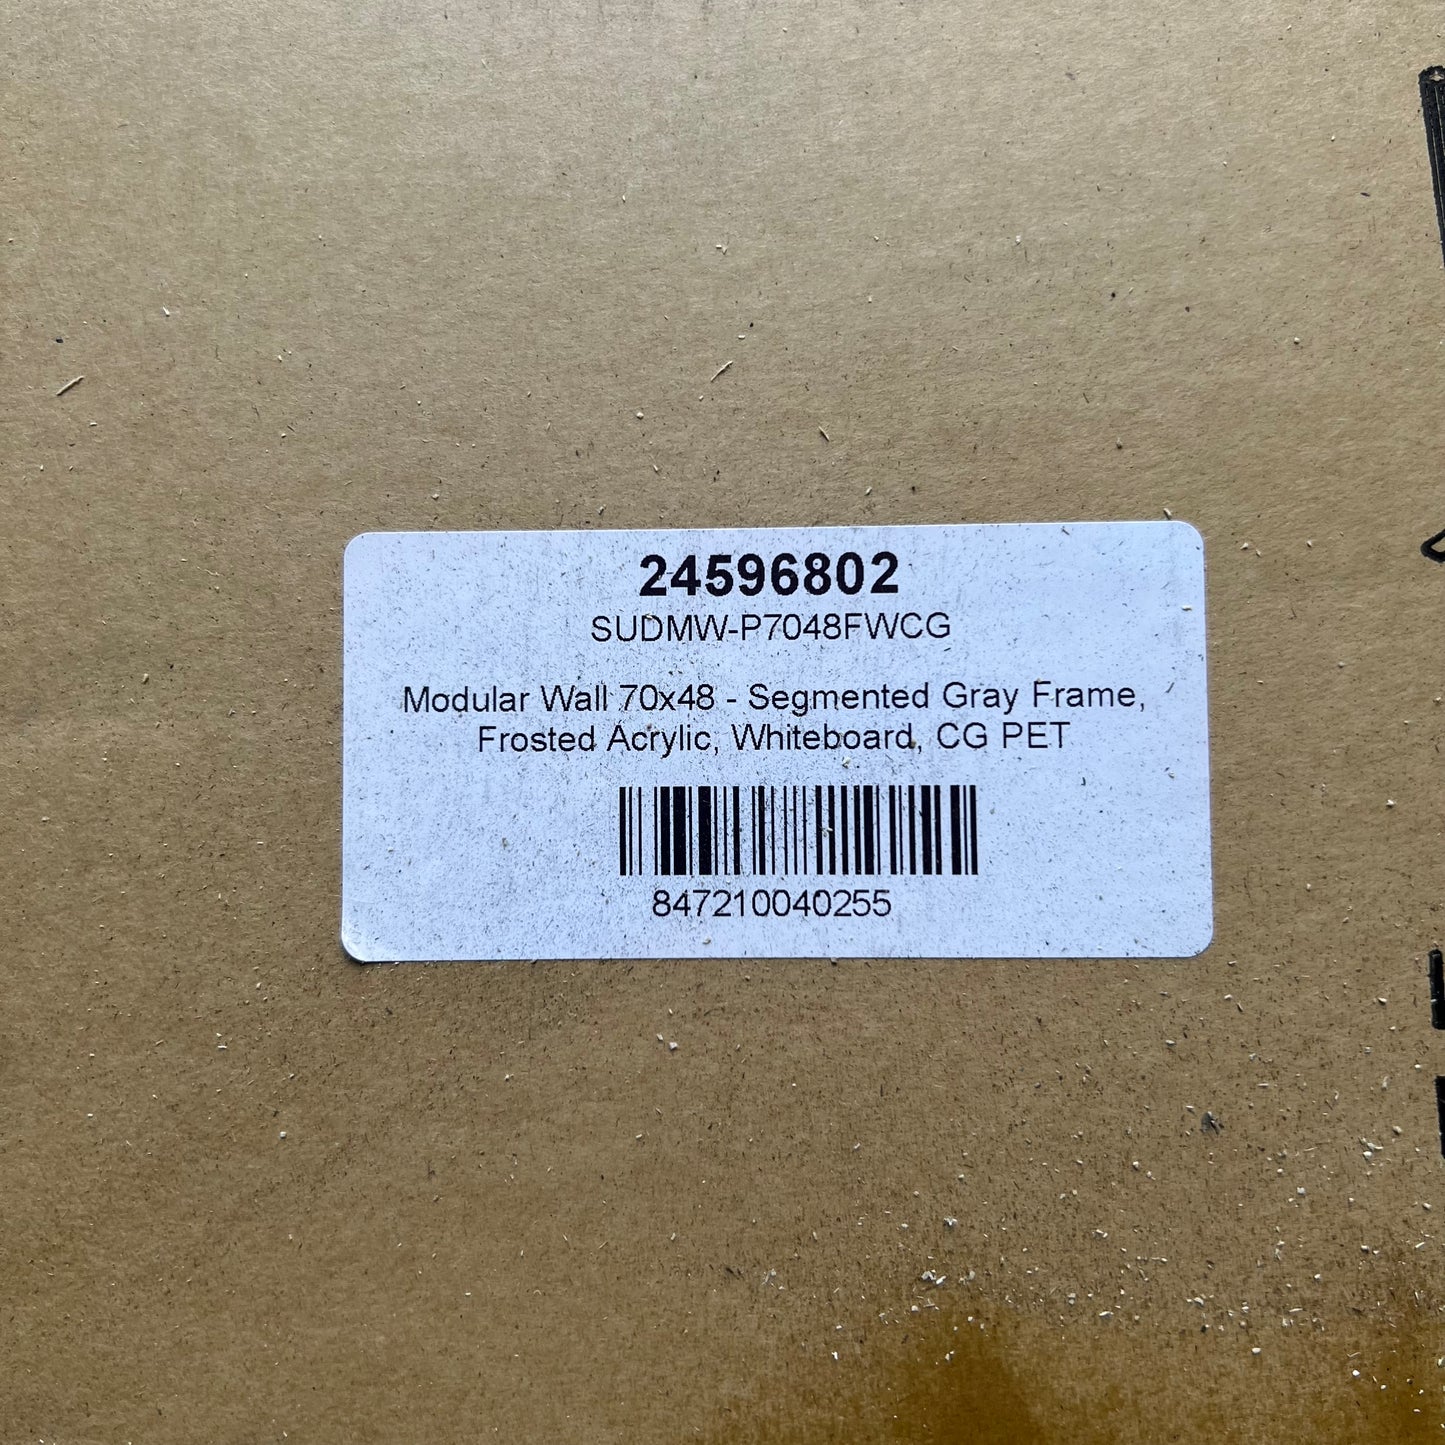 24596802
SUDMW-P7048FWCG
Modular Wall 70x48 - Segmented Gray Frame,
Frosted Acrylic, Whiteboard, CG PET
847210040255